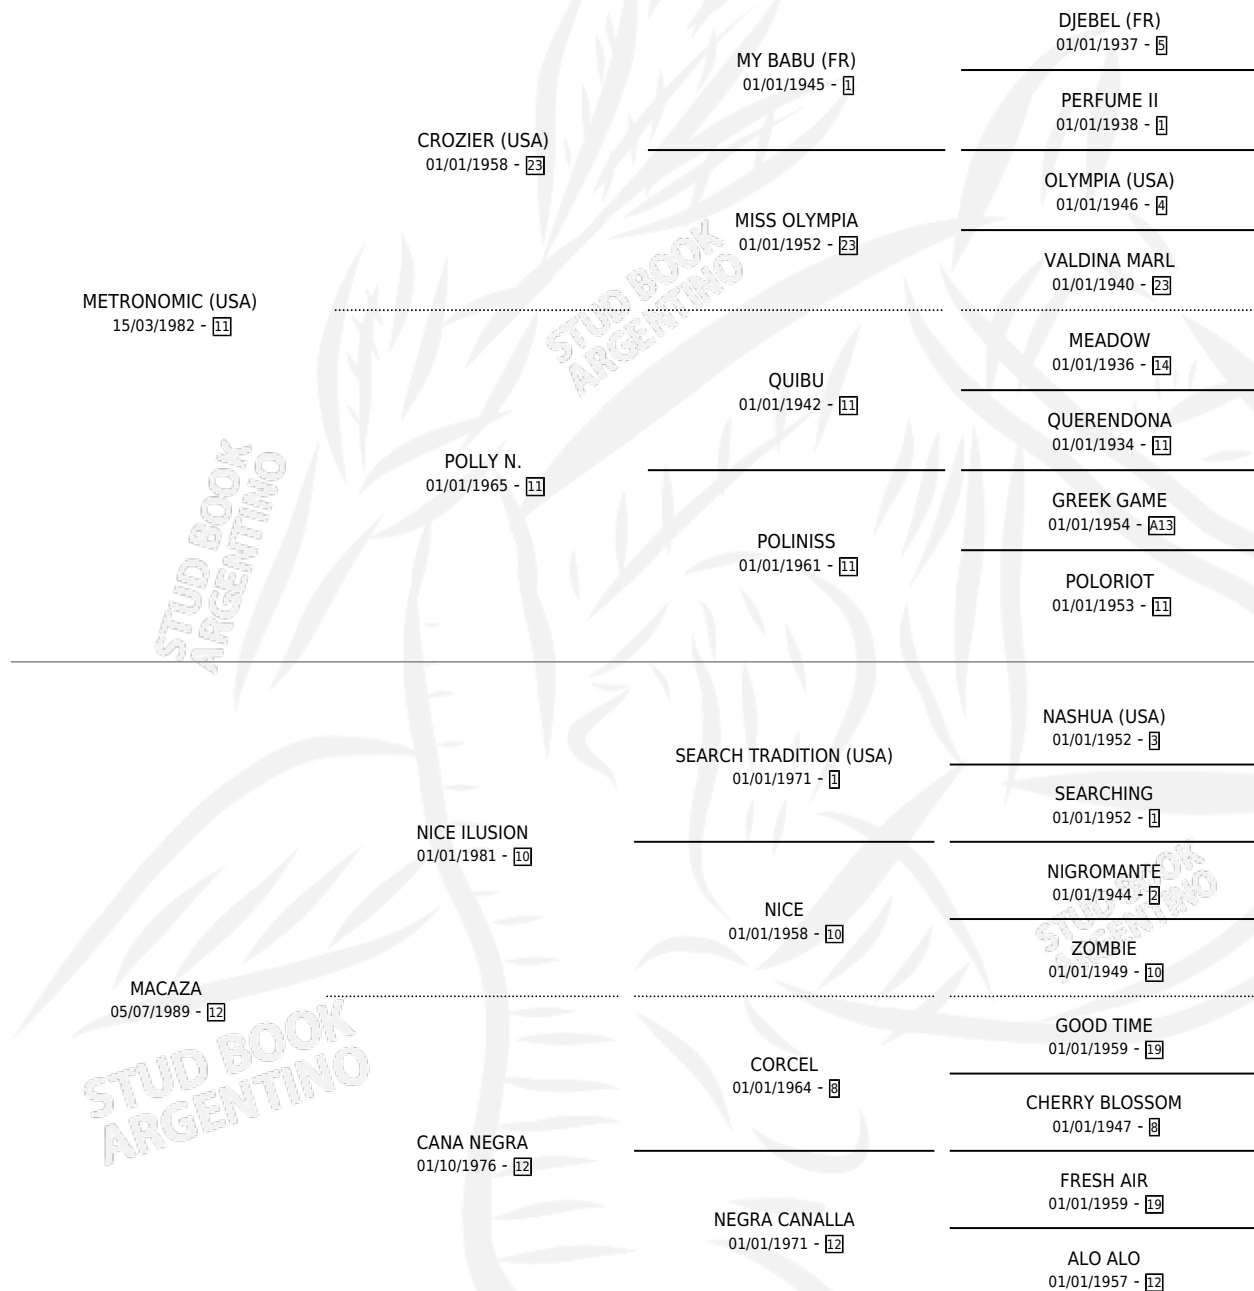 DJEBEL (FR)
01/01/1937 - 5
MY BABU (FR)
01/01/1945 - 1
PERFUME II
01/01/1938 - 1
CROZIER (USA)
01/01/1958 - 23
OLYMPIA (USA)
01/01/1946 - 4
MISS OLYMPIA
01/01/1952 - 23
VALDINA MARL
01/01/1940 - 23
METRONOMIC (USA)
15/03/1982 - 11
MEADOW
01/01/1936 - 14
QUIBU
01/01/1942 - 11
QUERENDONA
01/01/1934 - 11
POLLY N.
01/01/1965 - 11
GREEK GAME
01/01/1954 - A13
POLINISS
01/01/1961 - 11
POLORIOT
01/01/1953 - 11
NASHUA (USA)
01/01/1952 - 3
SEARCH TRADITION (USA)
01/01/1971 - 1
SEARCHING
01/01/1952 - 1
NICE ILUSION
01/01/1981 - 10
NIGROMANTE
01/01/1944 - 2
NICE
01/01/1958 - 10
ZOMBIE
01/01/1949 - 10
MACAZA
05/07/1989 - 12
GOOD TIME
01/01/1959 - 19
CORCEL
01/01/1964 - 8
CHERRY BLOSSOM
01/01/1947 - 8
CANA NEGRA
01/10/1976 - 12
FRESH AIR
01/01/1959 - 19
NEGRA CANALLA
01/01/1971 - 12
ALO ALO
01/01/1957 - 12
STUD BOOK
ARGENTINO
STUD BOOK
ARGENTINO
STUD BOOK
ARGENTINO
STUD BOOK
ARGENTINO